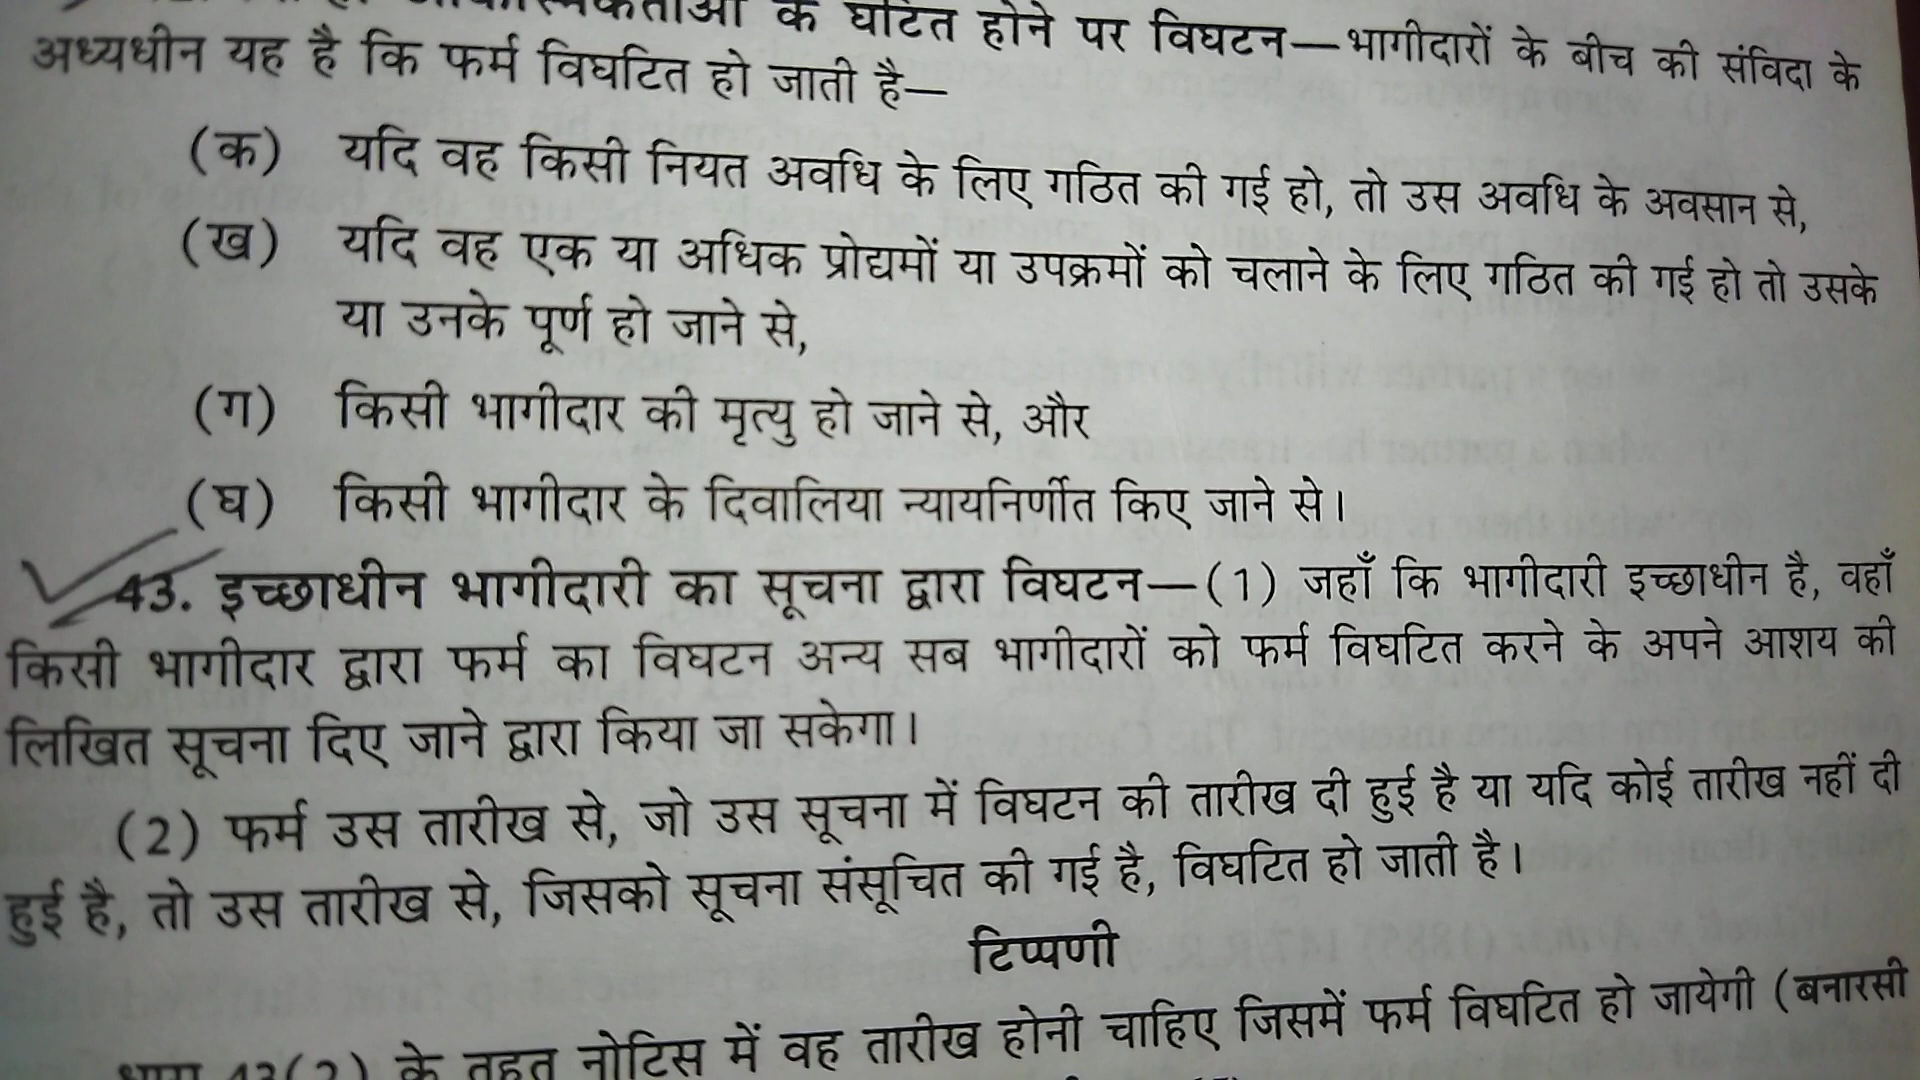 के घटित होने पर विघटन—भागीदारों के बीच की संविदा के
अध्यधीन यह है कि फर्म विघटित हो जाती है—
(क) यदि वह किसी नियत अवधि के लिए गठित की गई हो, तो उस अवधि के अवसान से,
(ख) यदि वह एक या अधिक प्रोद्यमों या उपक्रमों को चलाने के लिए गठित की गई हो तो उसके
या उनके पूर्ण हो जाने से,
(ग) किसी भागीदार की मृत्यु हो जाने से, और
(घ) किसी भागीदार के दिवालिया न्यायनिर्णीत किए जाने से।
43. इच्छाधीन भागीदारी का सूचना द्वारा विघटन—(1) जहाँ कि भागीदारी इच्छाधीन है, वहाँ
किसी भागीदार द्वारा फर्म का विघटन अन्य सब भागीदारों को फर्म विघटित करने के अपने आशय की
लिखित सूचना दिए जाने द्वारा किया जा सकेगा।
(2) फर्म उस तारीख से, जो उस सूचना में विघटन की तारीख दी हुई है या यदि कोई तारीख नहीं दी
हुई है, तो उस तारीख से, जिसको सूचना संसूचित की गई है, विघटित हो जाती है।
टिप्पणी
धारा 43(2) के तहत नोटिस में वह तारीख होनी चाहिए जिसमें फर्म विघटित हो जायेगी (बनारसी